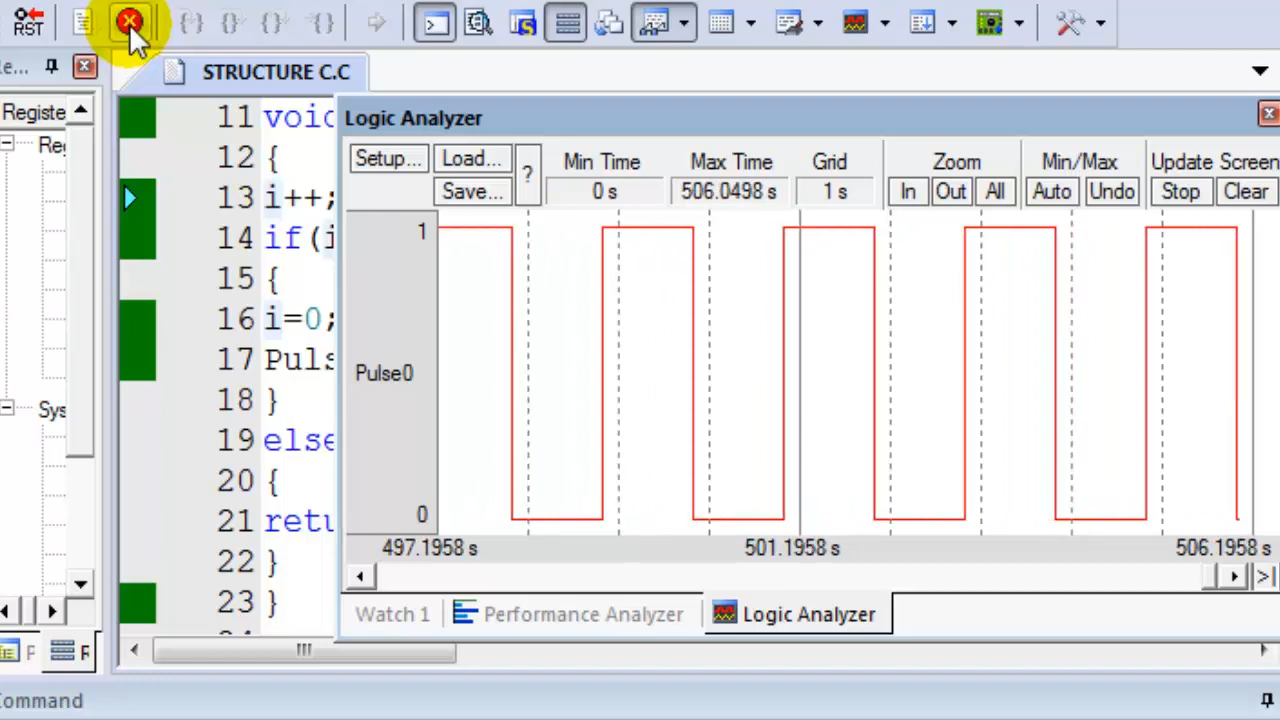 RST
e...
STRUCTURE C.C
Registe
Reg
Sys
11 void
12 {
13 i++;
14 if(i
15 {
16 i=0;
17 Puls
18 }
19 else
20 {
21 retu
22 }
23 }
Logic Analyzer
Setup... Load... ? Min Time Max Time Grid Zoom Min/Max Update Screen
Save... 0 s 506.0498 s 1 s In Out All Auto Undo Stop Clear
1
Pulse0
0
497.1958 s 501.1958 s 506.1958 s
Watch 1 Performance Analyzer Logic Analyzer
ommand